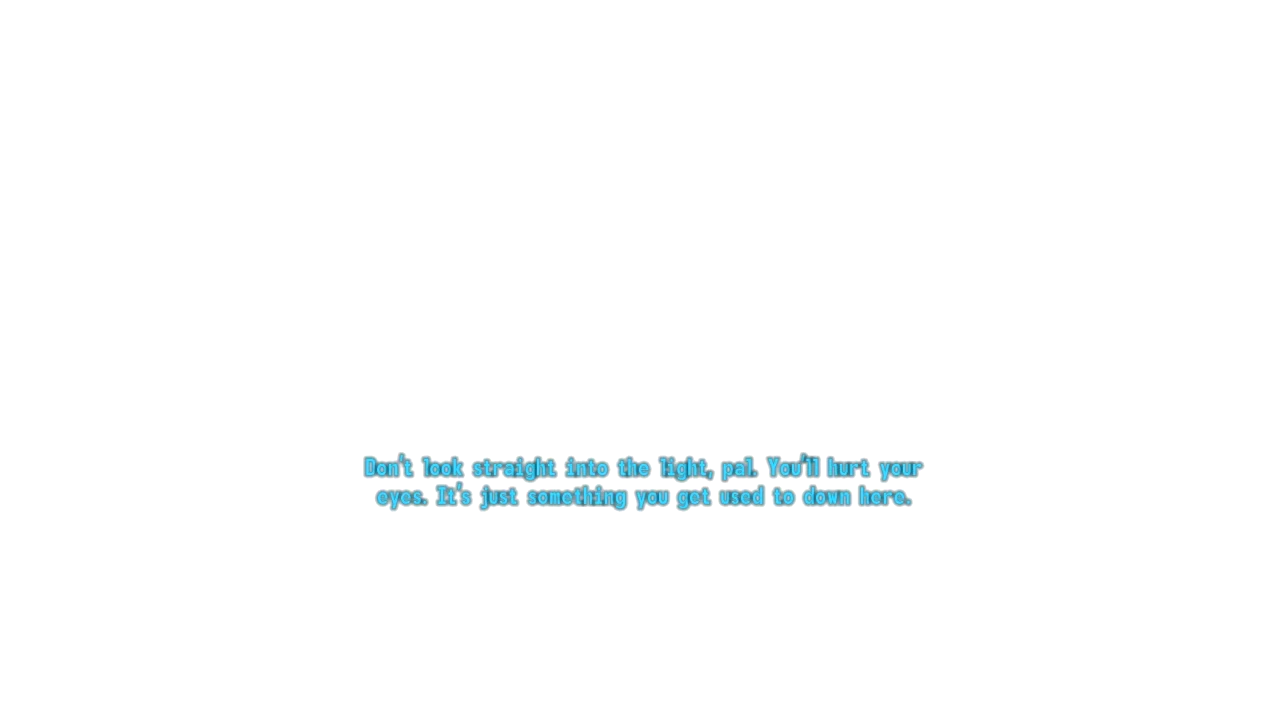 Don't look straight into the light, pal. You'll hurt your
eyes. It's just something you get used to down here.